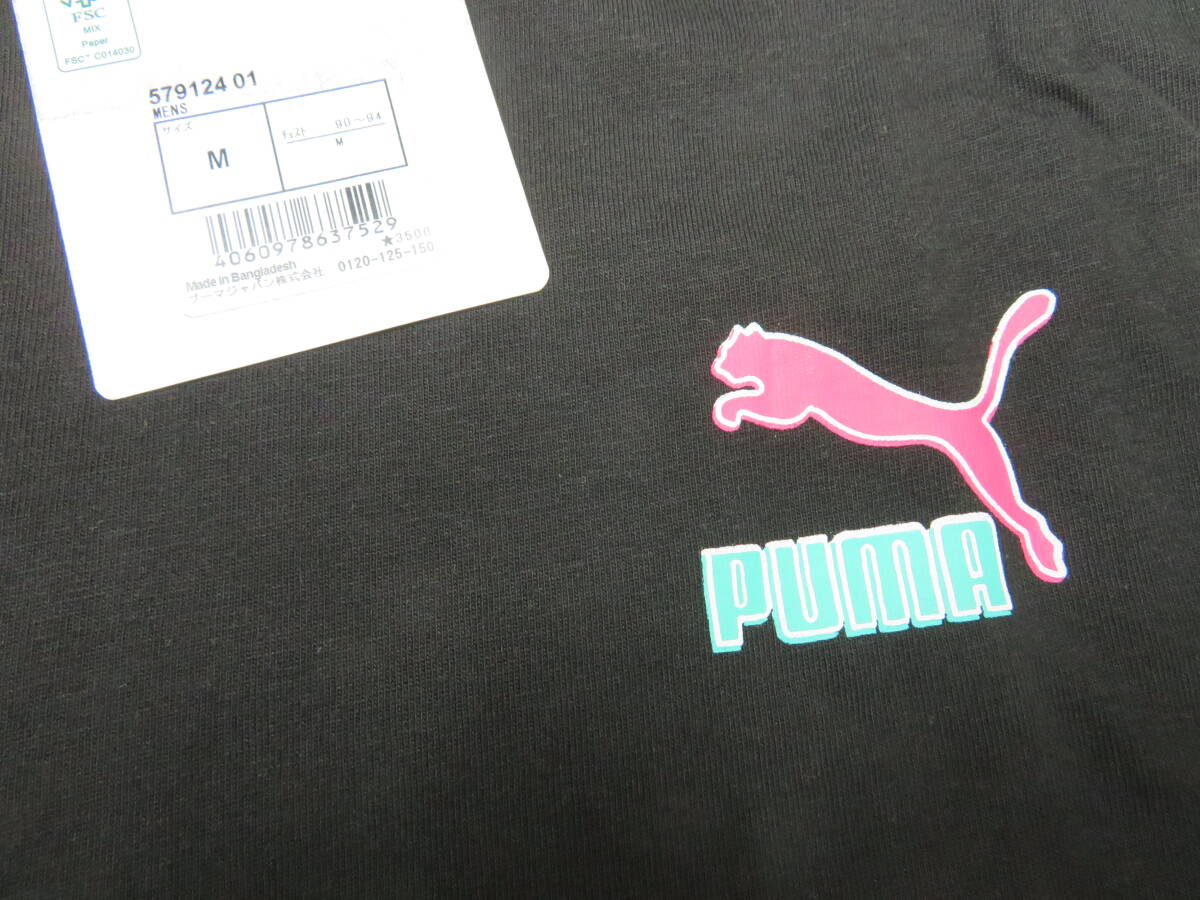 FSC
MIX
Paper
FSC™ C014030
579124 01
MENS
サイズ
M
チェスト 90～94
M
4060978637529
★3500
Made in Bangladesh
プーマジャパン株式会社 0120-125-150
PUMA